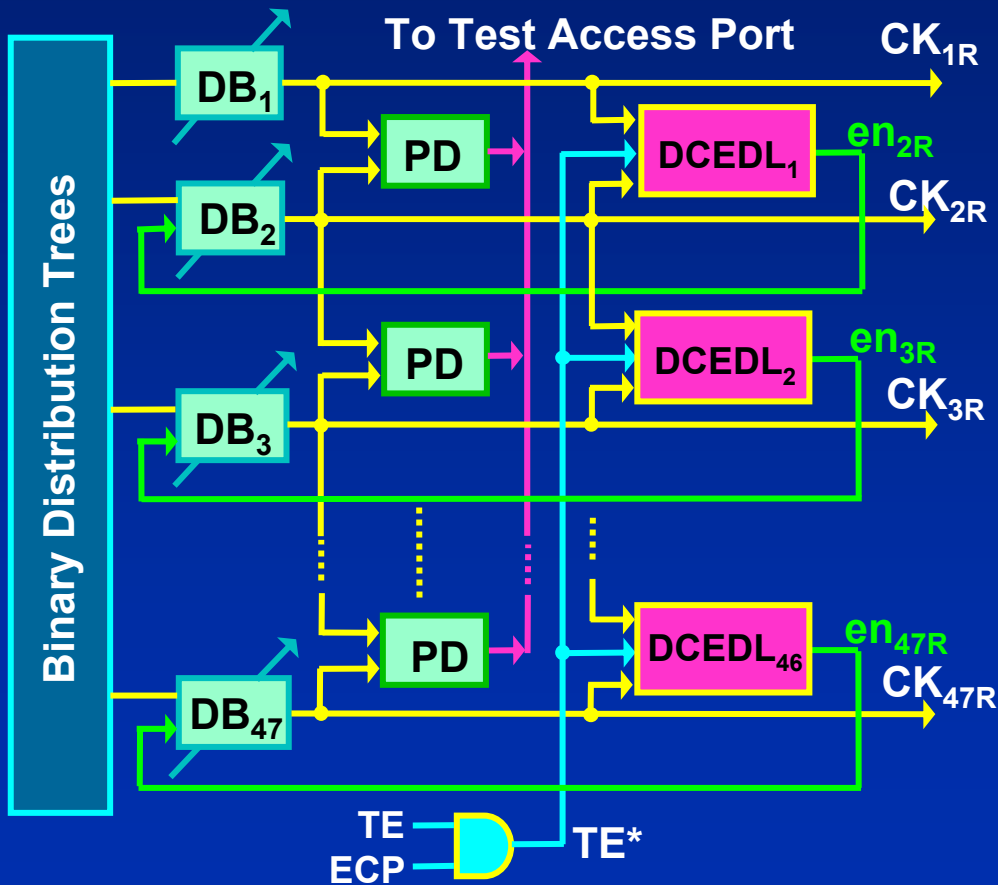 To Test Access Port
CK1R
DB1
PD
DCEDL1
en2R
CK2R
DB2
Binary Distribution Trees
PD
DCEDL2
en3R
CK3R
DB3
PD
DCEDL46
en47R
CK47R
DB47
TE
TE*
ECP